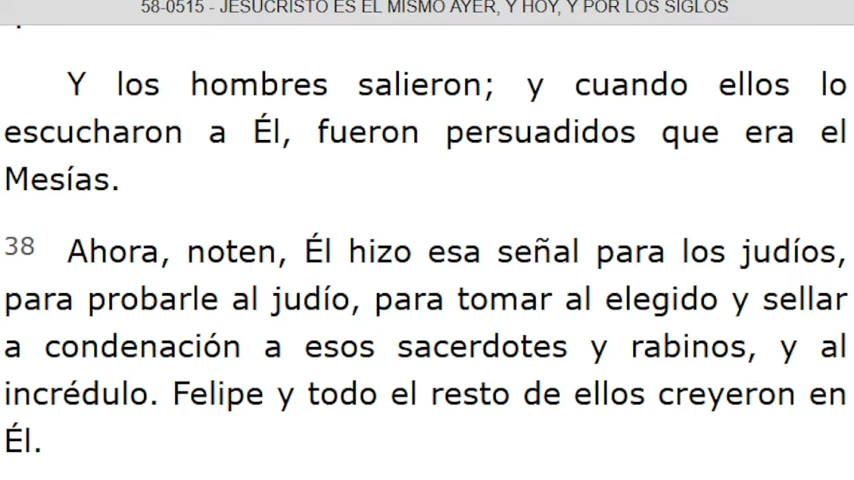 58-0515 - JESUCRISTO ES EL MISMO AYER, Y HOY, Y POR LOS SIGLOS
Y los hombres salieron; y cuando ellos lo
escucharon a Él, fueron persuadidos que era el
Mesías.
38 Ahora, noten, Él hizo esa señal para los judíos,
para probarle al judío, para tomar al elegido y sellar
a condenación a esos sacerdotes y rabinos, y al
incrédulo. Felipe y todo el resto de ellos creyeron en
Él.